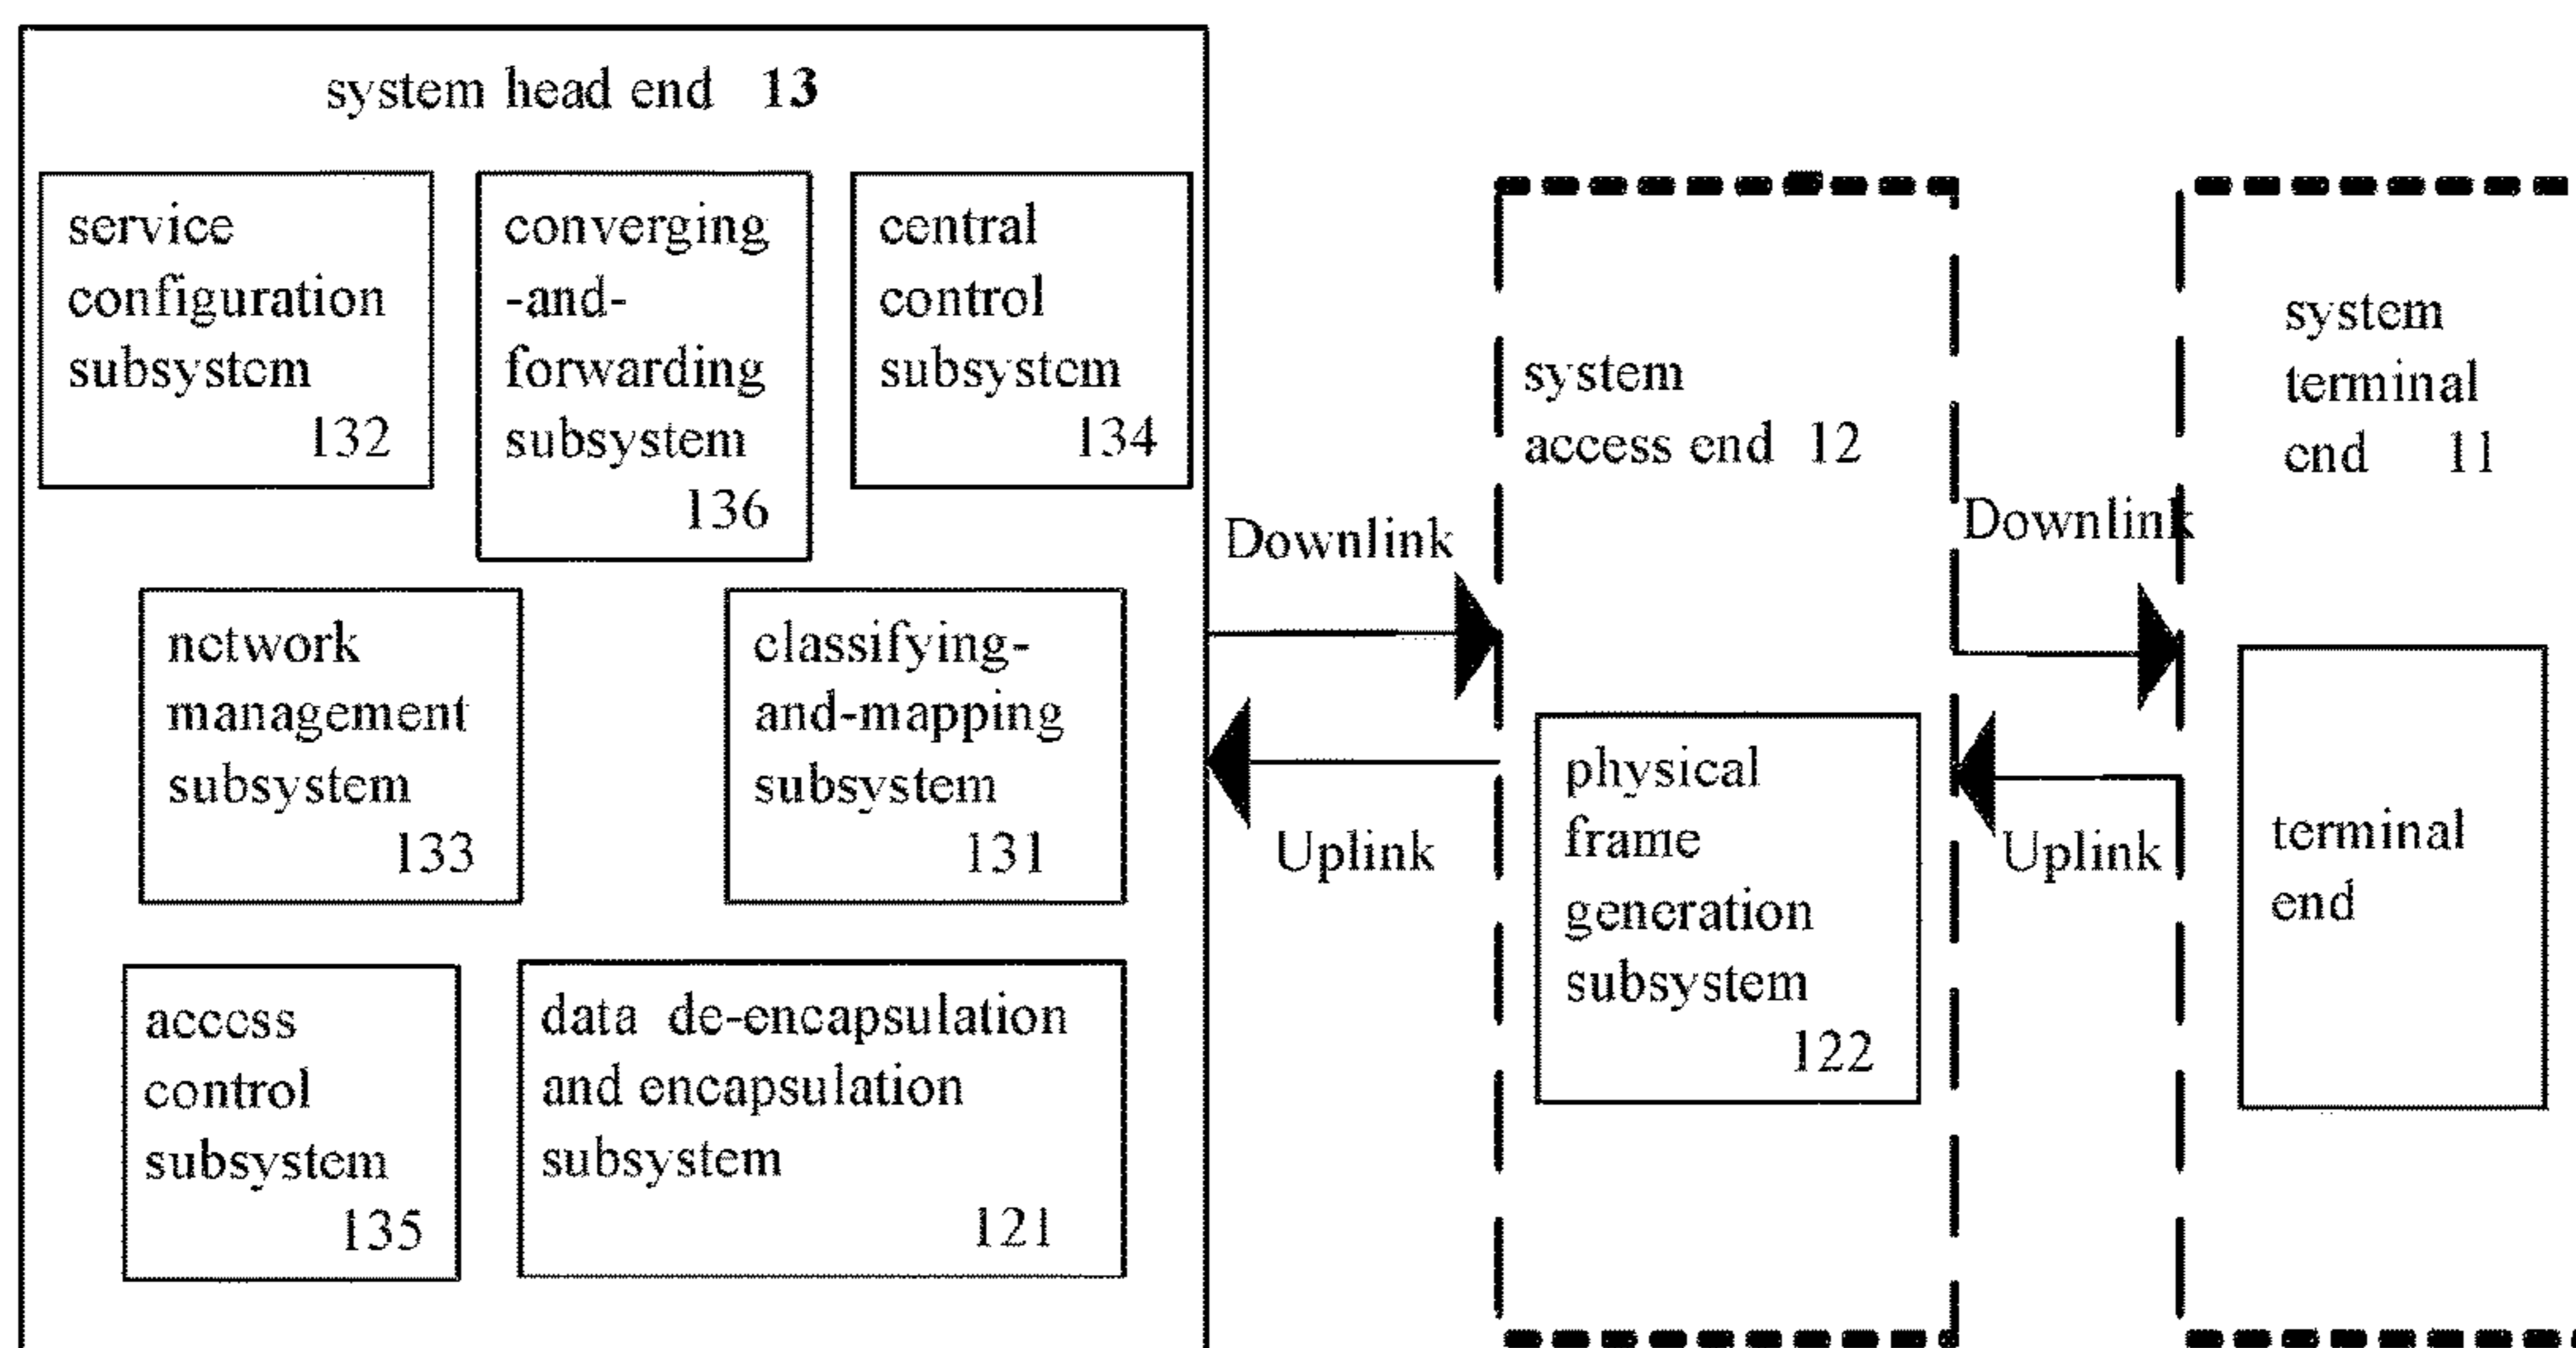 system head end 13
service
configuration
subsystem
132
converging
-and-
forwarding
subsystem
136
central
control
subsystem
134
network
management
subsystem
133
classifying-
and-mapping
subsystem
131
access
control
subsystem
135
data de-encapsulation
and encapsulation
subsystem
121
Downlink
Uplink
system
access end 12
physical
frame
generation
subsystem
122
Downlink
Uplink
system
terminal
end 11
terminal
end